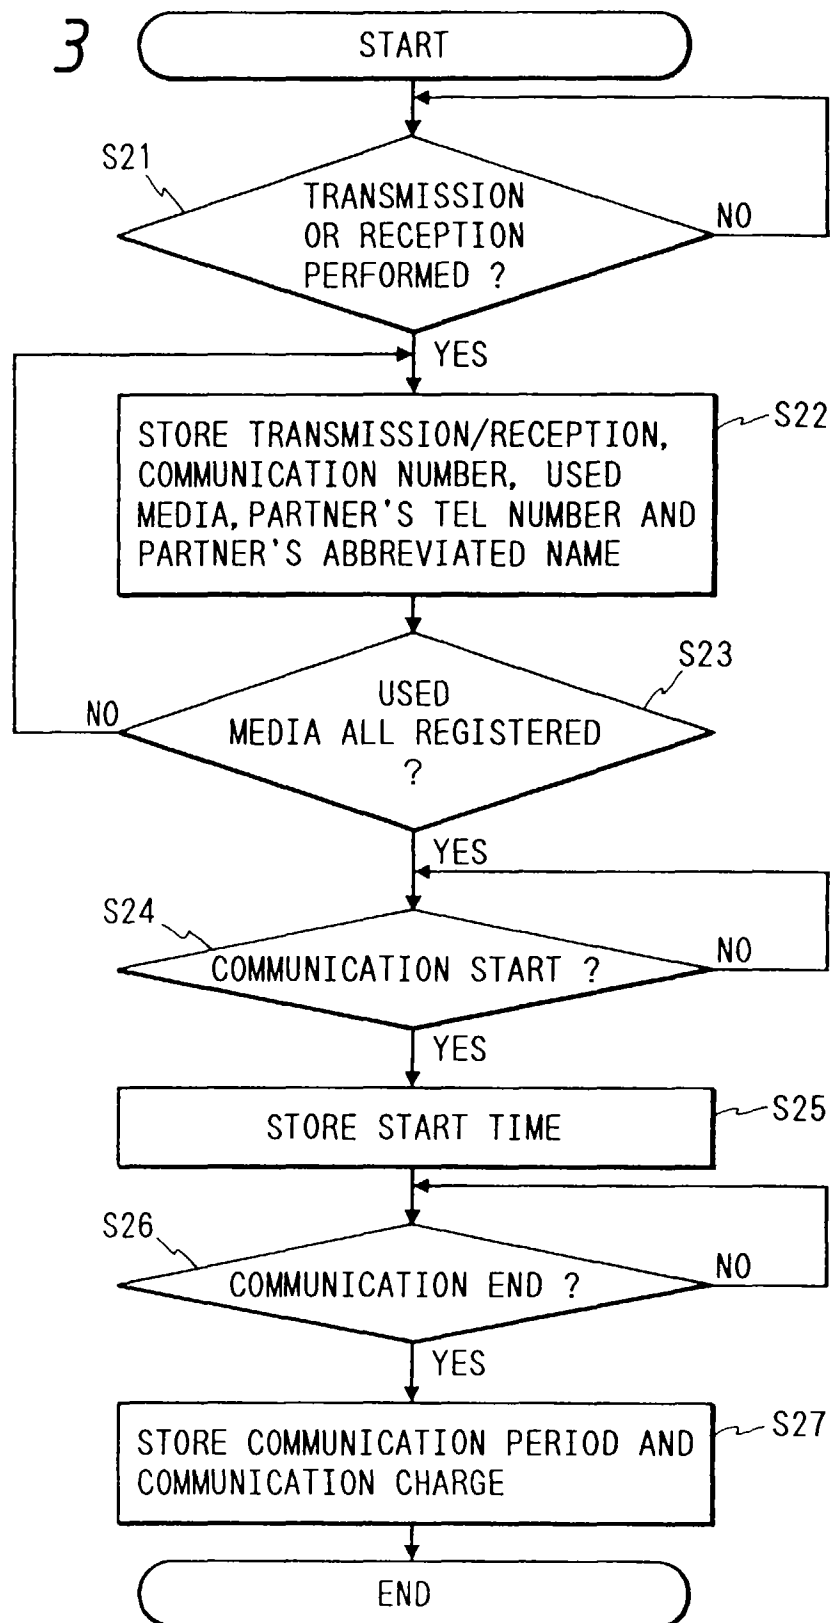 3
START
S21
TRANSMISSION
OR RECEPTION
PERFORMED ?
NO
YES
S22
STORE TRANSMISSION/RECEPTION,
COMMUNICATION NUMBER, USED
MEDIA, PARTNER'S TEL NUMBER AND
PARTNER'S ABBREVIATED NAME
S23
USED
MEDIA ALL REGISTERED
?
NO
YES
S24
COMMUNICATION START ?
NO
YES
STORE START TIME
S25
S26
COMMUNICATION END ?
NO
YES
S27
STORE COMMUNICATION PERIOD AND
COMMUNICATION CHARGE
END